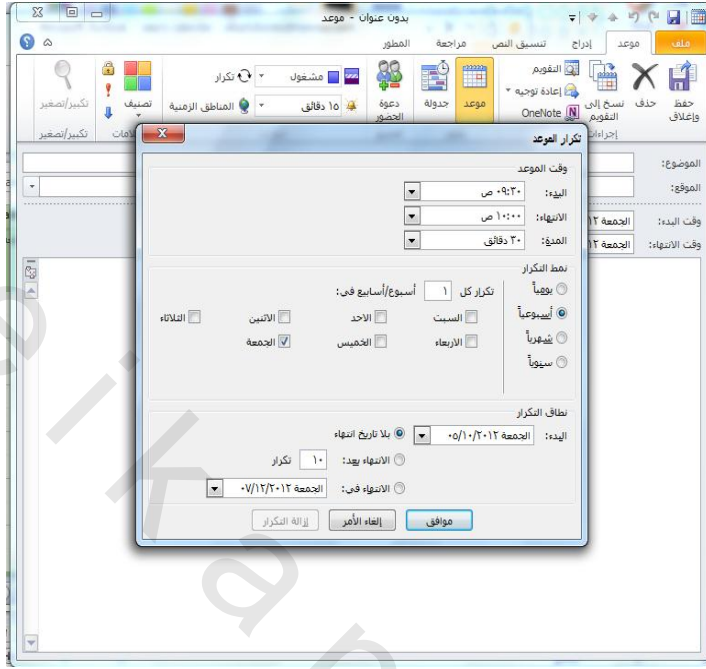 بدون عنوان - موعد
ملف موعد إدراج تنسيق النص مراجعة المطور
حفظ وإغلاق
حذف
نسخ إلى التقويم
التقويم
إعادة توجيه
OneNote
إجراءات
موعد
جدولة
دعوة الحضور
مشغول
تكرار
١٥ دقائق
المناطق الزمنية
تصنيف
تكبير/تصغير
تكبير/تصغير
الموضوع:
الموقع:
وقت البدء: الجمعة
وقت الانتهاء: الجمعة
تكرار الموعد
وقت الموعد
البدء: ٠٩:٣٠ ص
الانتهاء: ١٠:٠٠ ص
المدة: ٣٠ دقائق
نمط التكرار
يومياً
أسبوعياً
شهرياً
سنوياً
تكرار كل ١ أسبوع/أسابيع في:
السبت الاحد الاثنين الثلاثاء
الاربعاء الخميس الجمعة
نطاق التكرار
البدء: الجمعة ٠٥/١٠/٢٠١٢ بلا تاريخ انتهاء
الانتهاء بعد: ١٠ تكرار
الانتهاء في: الجمعة ٠٧/١٢/٢٠١٢
موافق إلغاء الأمر إزالة التكرار